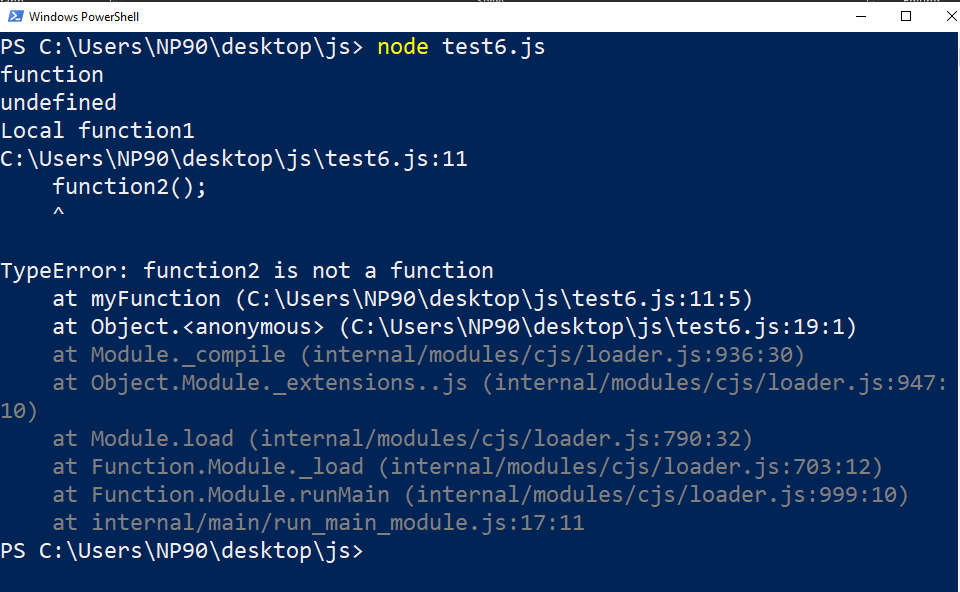 Windows PowerShell
PS C:\Users\NP90\desktop\js> node test6.js
function
undefined
Local function1
C:\Users\NP90\desktop\js\test6.js:11
    function2();
    ^
TypeError: function2 is not a function
    at myFunction (C:\Users\NP90\desktop\js\test6.js:11:5)
    at Object.<anonymous> (C:\Users\NP90\desktop\js\test6.js:19:1)
    at Module._compile (internal/modules/cjs/loader.js:936:30)
    at Object.Module._extensions..js (internal/modules/cjs/loader.js:947:
10)
    at Module.load (internal/modules/cjs/loader.js:790:32)
    at Function.Module._load (internal/modules/cjs/loader.js:703:12)
    at Function.Module.runMain (internal/modules/cjs/loader.js:999:10)
    at internal/main/run_main_module.js:17:11
PS C:\Users\NP90\desktop\js>